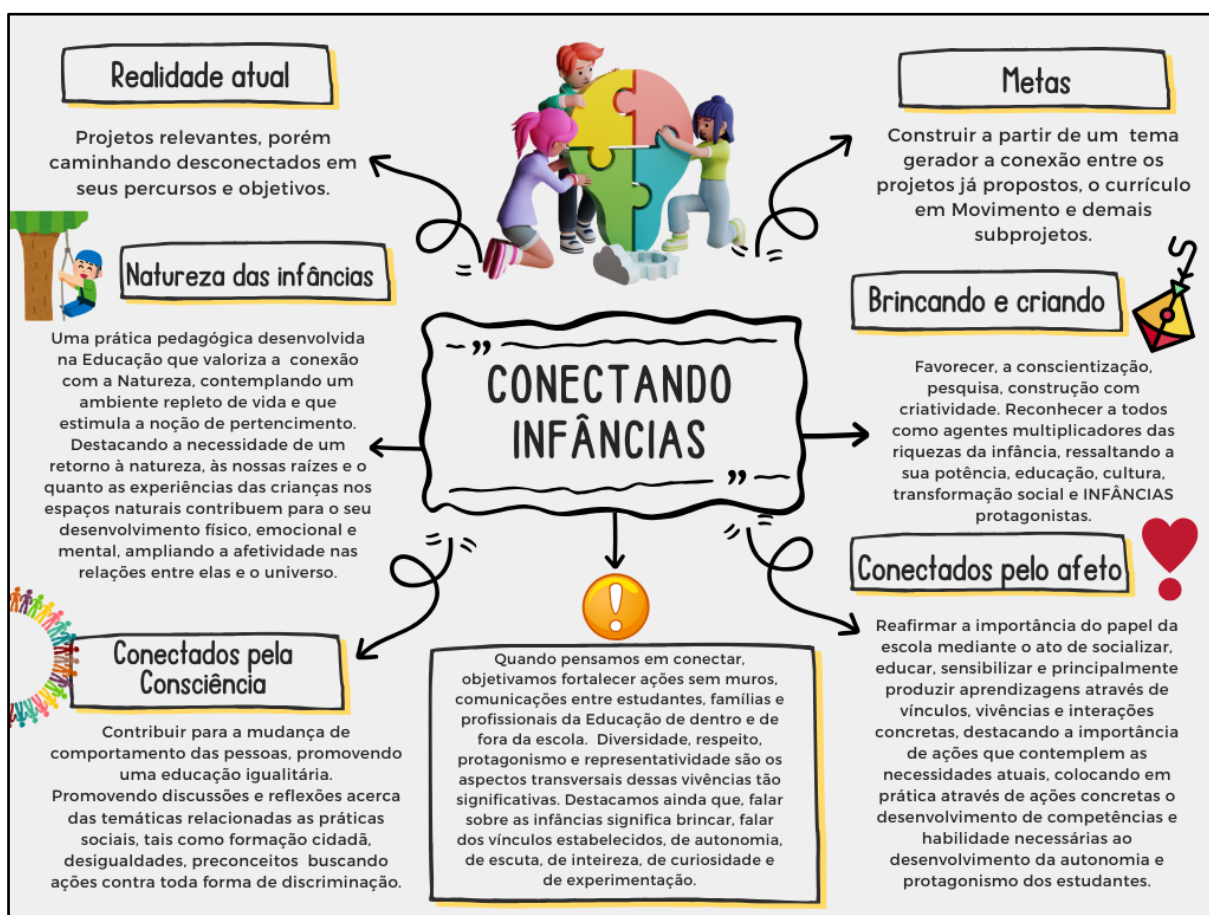 Realidade atual
Projetos relevantes, porém
caminhando desconectados em
seus percursos e objetivos.
Metas
Construir a partir de um tema
gerador a conexão entre os
projetos já propostos, o currículo
em Movimento e demais
subprojetos.
Natureza das infâncias
Uma prática pedagógica desenvolvida
na Educação que valoriza a conexão
com a Natureza, contemplando um
ambiente repleto de vida e que
estimula a noção de pertencimento.
Destacando a necessidade de um
retorno à natureza, às nossas raízes e o
quanto as experiências das crianças nos
espaços naturais contribuem para o seu
desenvolvimento físico, emocional e
mental, ampliando a afetividade nas
relações entre elas e o universo.
CONECTANDO
INFÂNCIAS
Brincando e criando
Favorecer, a conscientização,
pesquisa, construção com
criatividade. Reconhecer a todos
como agentes multiplicadores das
riquezas da infância, ressaltando a
sua potência, educação, cultura,
transformação social e INFÂNCIAS
protagonistas.
Conectados pela
Consciência
Contribuir para a mudança de
comportamento das pessoas, promovendo
uma educação igualitária.
Promovendo discussões e reflexões acerca
das temáticas relacionadas as práticas
sociais, tais como formação cidadã,
desigualdades, preconceitos buscando
ações contra toda forma de discriminação.
Quando pensamos em conectar,
objetivamos fortalecer ações sem muros,
comunicações entre estudantes, famílias e
profissionais da Educação de dentro e de
fora da escola. Diversidade, respeito,
protagonismo e representatividade são os
aspectos transversais dessas vivências tão
significativas. Destacamos ainda que, falar
sobre as infâncias significa brincar, falar
dos vínculos estabelecidos, de autonomia,
de escuta, de inteireza, de curiosidade e
de experimentação.
Conectados pelo afeto
Reafirmar a importância do papel da
escola mediante o ato de socializar,
educar, sensibilizar e principalmente
produzir aprendizagens através de
vínculos, vivências e interações
concretas, destacando a importância
de ações que contemplem as
necessidades atuais, colocando em
prática através de ações concretas o
desenvolvimento de competências e
habilidade necessárias ao
desenvolvimento da autonomia e
protagonismo dos estudantes.